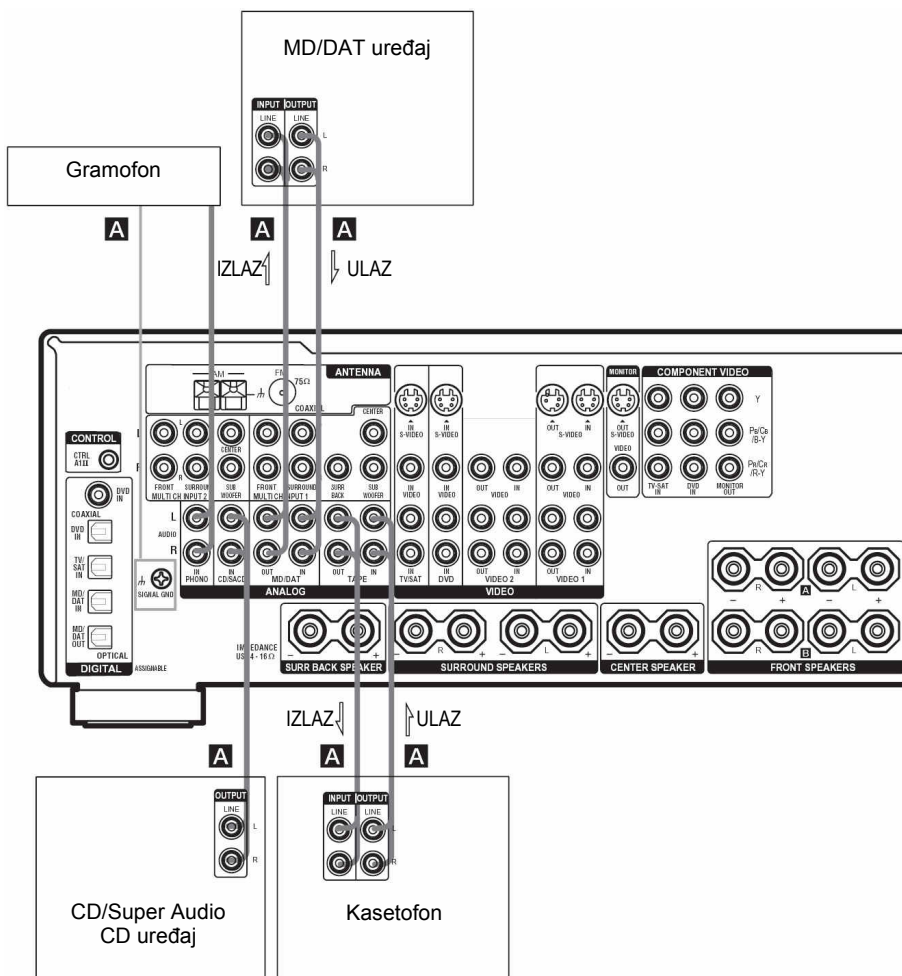 MD/DAT uređaj
INPUT OUTPUT
LINE LINE
L
R
Gramofon
A A A
IZLAZ ULAZ
AM FM 75Ω COAXIAL ANTENNA
MONITOR COMPONENT VIDEO
CENTER
IN S-VIDEO IN S-VIDEO OUT S-VIDEO IN OUT S-VIDEO
Y
PB/CB /B-Y
PR/CR /R-Y
CONTROL
CTRL A1II
L
R
CENTER
FRONT SURROUND SUB WOOFER FRONT SURROUND SURR BACK SUB WOOFER
MULTI CH INPUT 2 MULTI CH INPUT 1
IN VIDEO IN VIDEO OUT VIDEO IN OUT VIDEO IN VIDEO OUT
TV-SAT IN DVD IN MONITOR OUT
DVD IN
COAXIAL
DVD IN
TV/ SAT IN
MD/ DAT IN
MD/ DAT OUT
OPTICAL
DIGITAL
ASSIGNABLE
SIGNAL GND
L
AUDIO
R
IN PHONO IN CD/SACD OUT IN MD/DAT OUT IN TAPE IN TV/SAT IN DVD OUT IN VIDEO 2 OUT IN VIDEO 1
ANALOG VIDEO
R A L
– + – +
IMPEDANCE USE 4 - 16 Ω
– + – R – L + – +
R B L
SURR BACK SPEAKER SURROUND SPEAKERS CENTER SPEAKER FRONT SPEAKERS
IZLAZ ULAZ
A A A
OUTPUT
LINE
L
R
INPUT OUTPUT
LINE LINE
L
R
CD/Super Audio
CD uređaj
Kasetofon